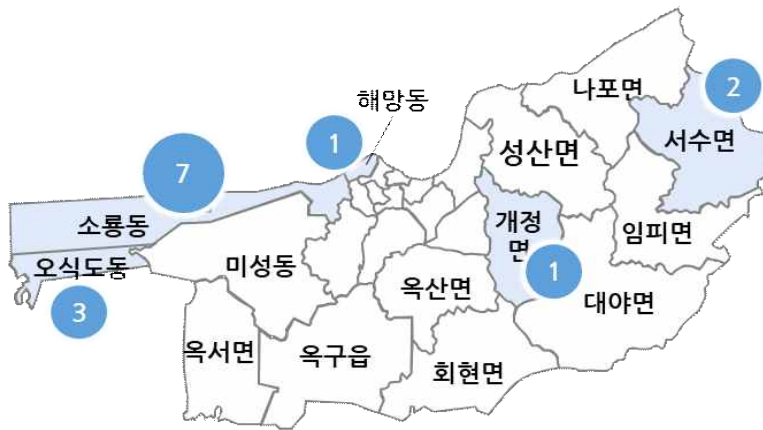 나포면
2
해망동
1
서수면
성산면
7
소룡동
개정
면
임피면
오식도동
미성동
1
옥산면
대야면
3
옥서면
옥구읍
회현면